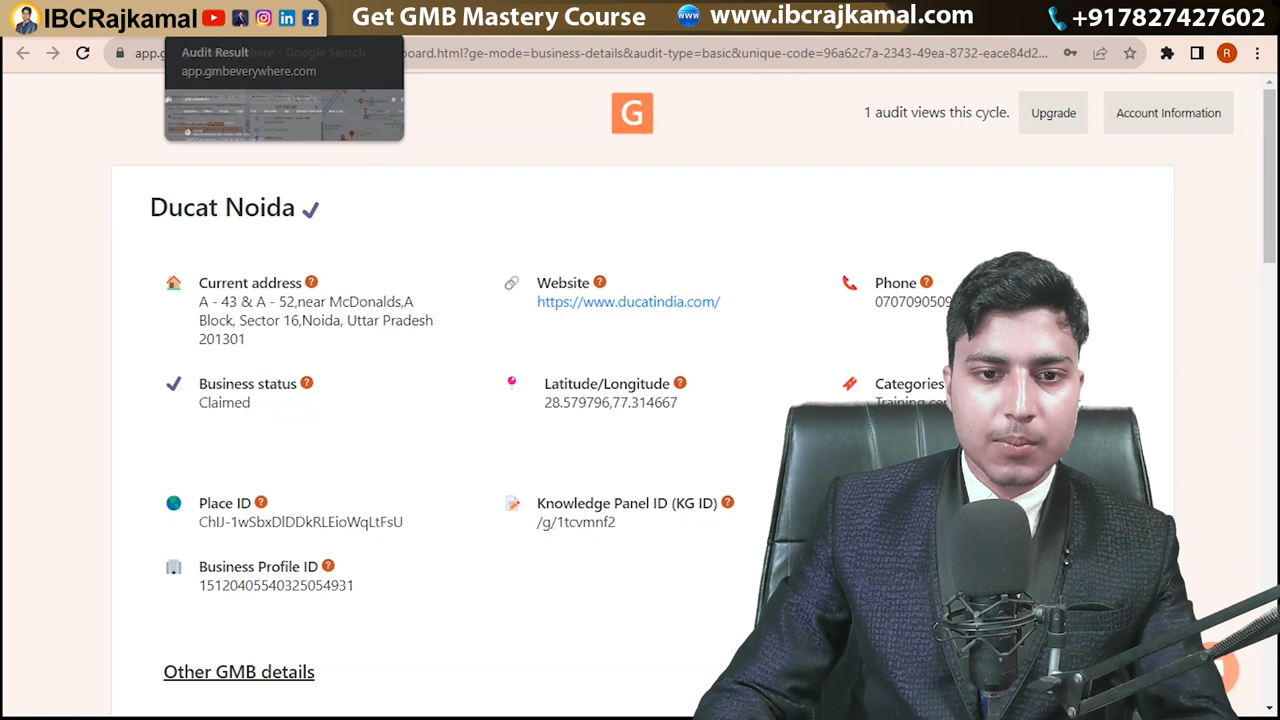 IBCRajkamal
Get GMB Mastery Course
www
www.ibcrajkamal.com
+917827427602
Audit Result
Google Search
app.gmbeverywhere.com
board.html?ge-mode=business-details&audit-type=basic&unique-code=96a62c7a-2343-49ea-8732-eace84d2...
R
G
1 audit views this cycle.
Upgrade
Account Information
Ducat Noida
Current address
A - 43 & A - 52,near McDonalds,A
Block, Sector 16,Noida, Uttar Pradesh
201301
Website
https://www.ducatindia.com/
Phone
0707090509
Business status
Claimed
Latitude/Longitude
28.579796,77.314667
Categories
Place ID
ChIJ-1wSbxDlDDkRLEioWqLtFsU
Knowledge Panel ID (KG ID)
/g/1tcvmnf2
Business Profile ID
15120405540325054931
Other GMB details